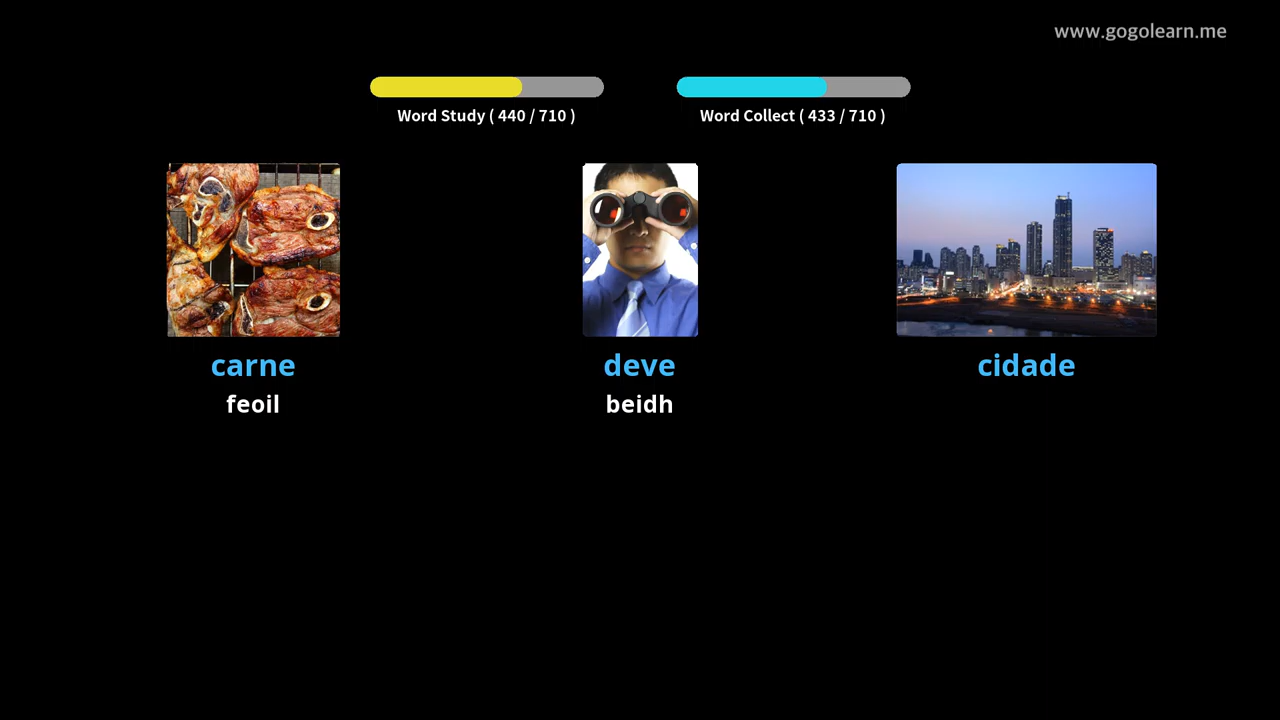 www.gogolearn.me
Word Study ( 440 / 710 )
Word Collect ( 433 / 710 )
carne
deve
cidade
feoil
beidh